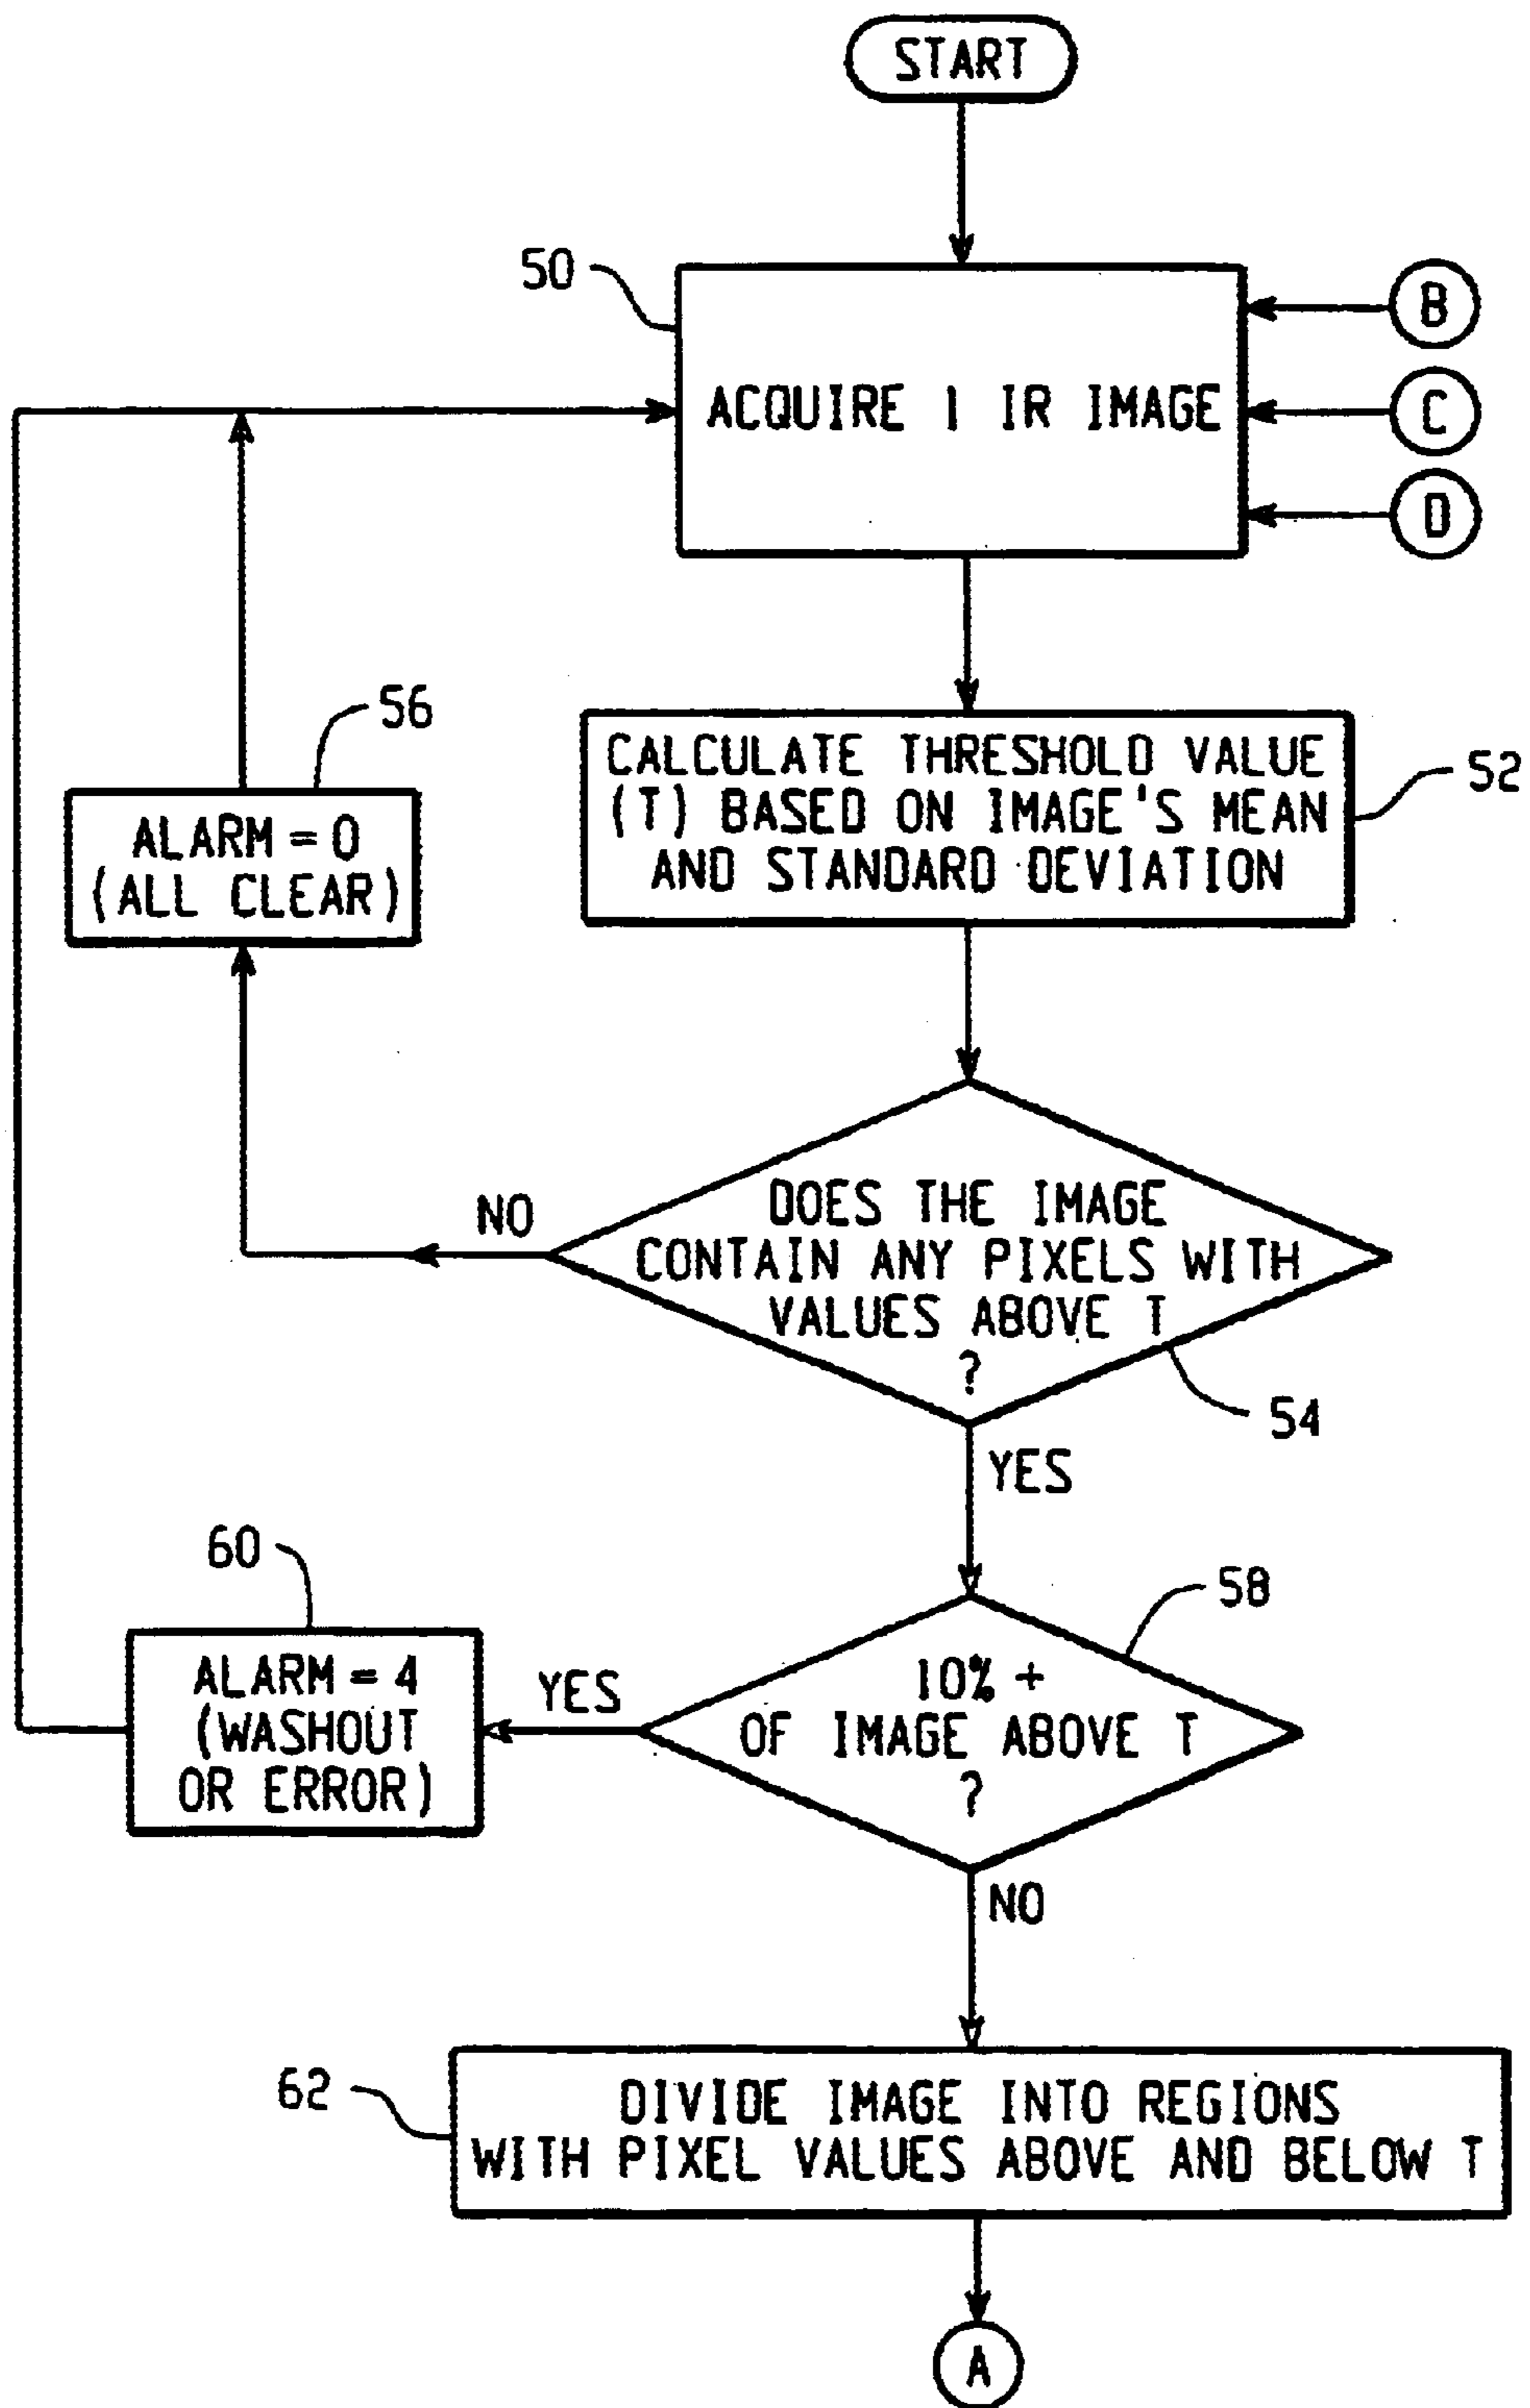 START
50
B
ACQUIRE 1 IR IMAGE
C
D
56
CALCULATE THRESHOLD VALUE
(T) BASED ON IMAGE'S MEAN
AND STANDARD DEVIATION
52
ALARM = 0
(ALL CLEAR)
NO
DOES THE IMAGE
CONTAIN ANY PIXELS WITH
VALUES ABOVE T
?
54
YES
60
58
ALARM = 4
(WASHOUT
OR ERROR)
YES
10% +
OF IMAGE ABOVE T
?
NO
62
DIVIDE IMAGE INTO REGIONS
WITH PIXEL VALUES ABOVE AND BELOW T
A